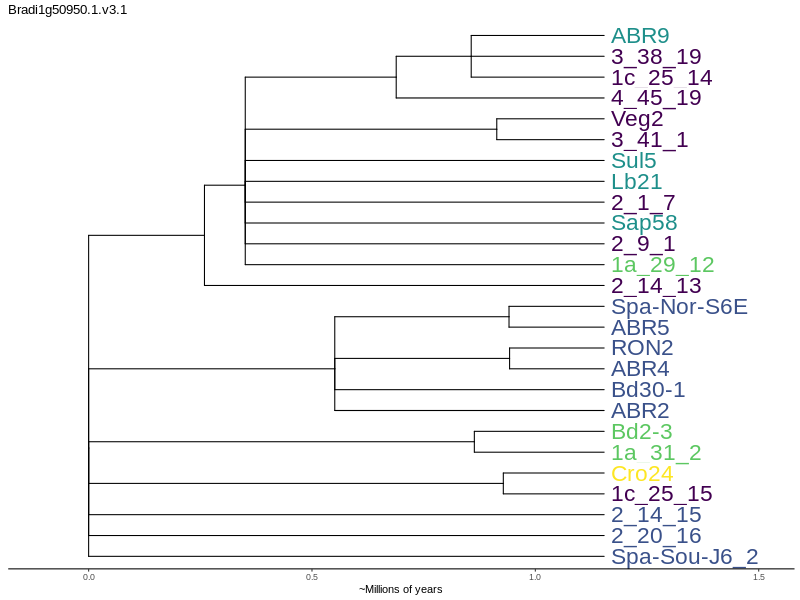 Bradi1g50950.1.v3.1
ABR9
3_38_19
1c_25_14
4_45_19
Veg2
3_41_1
Sul5
Lb21
2_1_7
Sap58
2_9_1
1a_29_12
2_14_13
Spa-Nor-S6E
ABR5
RON2
ABR4
Bd30-1
ABR2
Bd2-3
1a_31_2
Cro24
1c_25_15
2_14_15
2_20_16
Spa-Sou-J6_2
0.0 0.5 1.0 1.5
~Millions of years